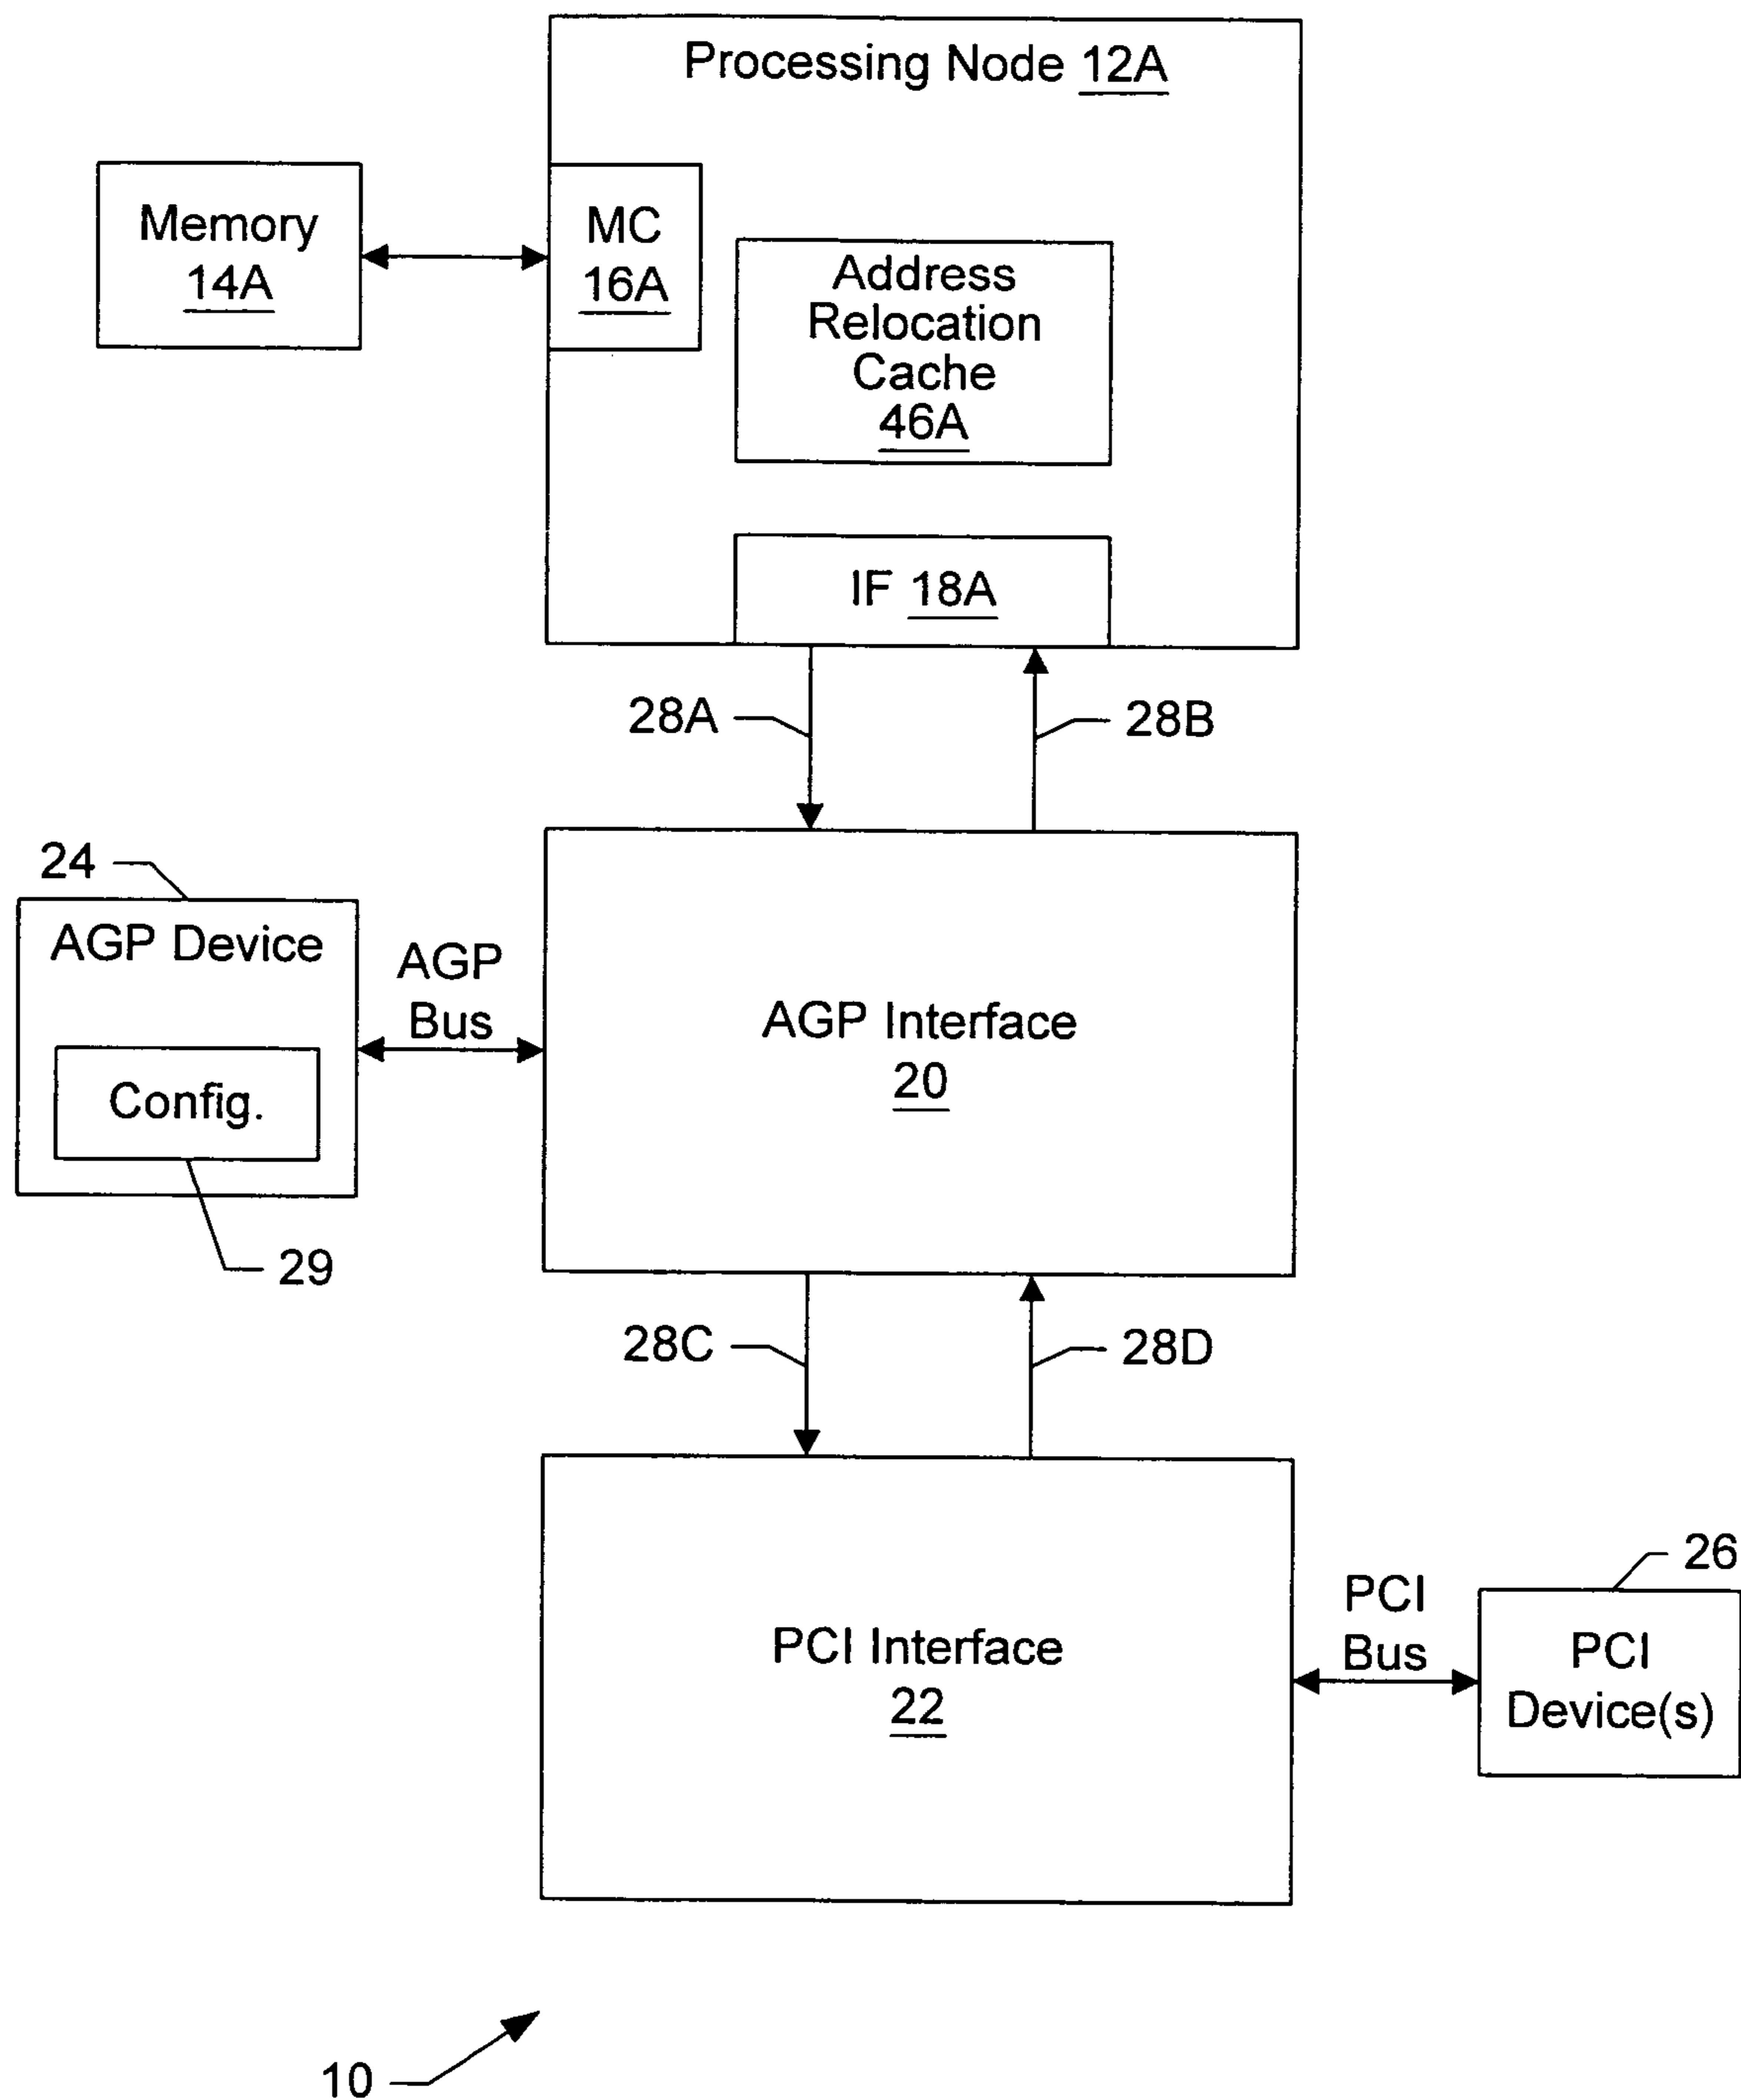 Processing Node 12A
Memory
14A
MC
16A
Address
Relocation
Cache
46A
IF 18A
28A
28B
24
AGP Device
Config.
29
AGP
Bus
AGP Interface
20
28C
28D
PCI Interface
22
PCI
Bus
26
PCI
Device(s)
10